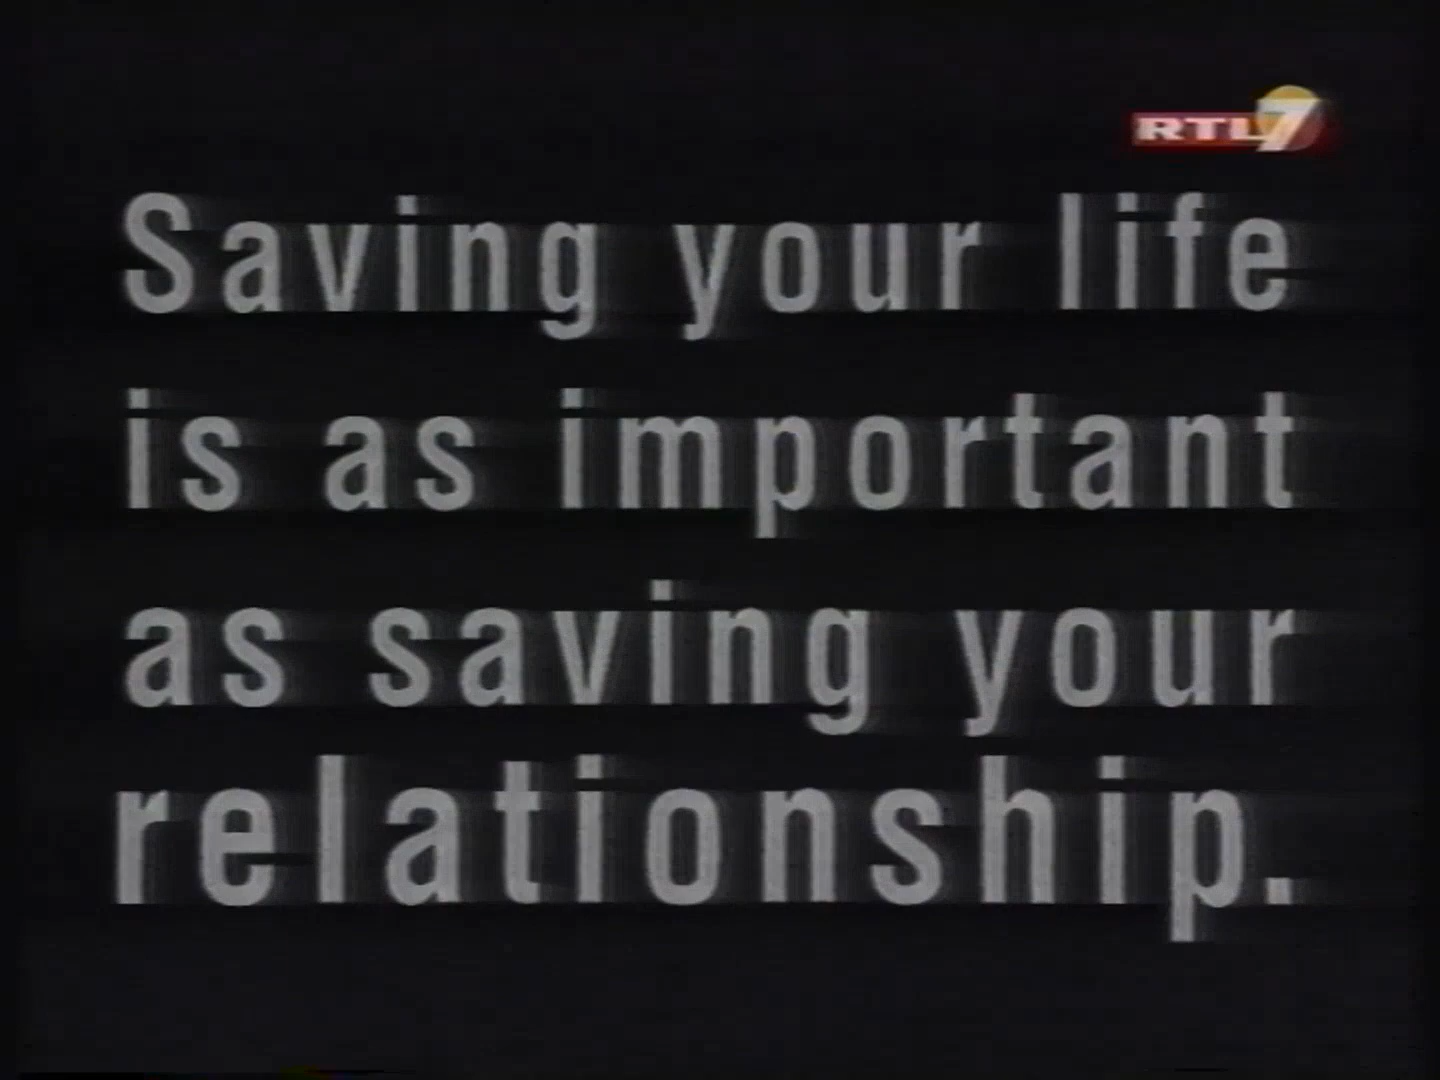 RTL7
Saving your life
is as important
as saving your
relationship.